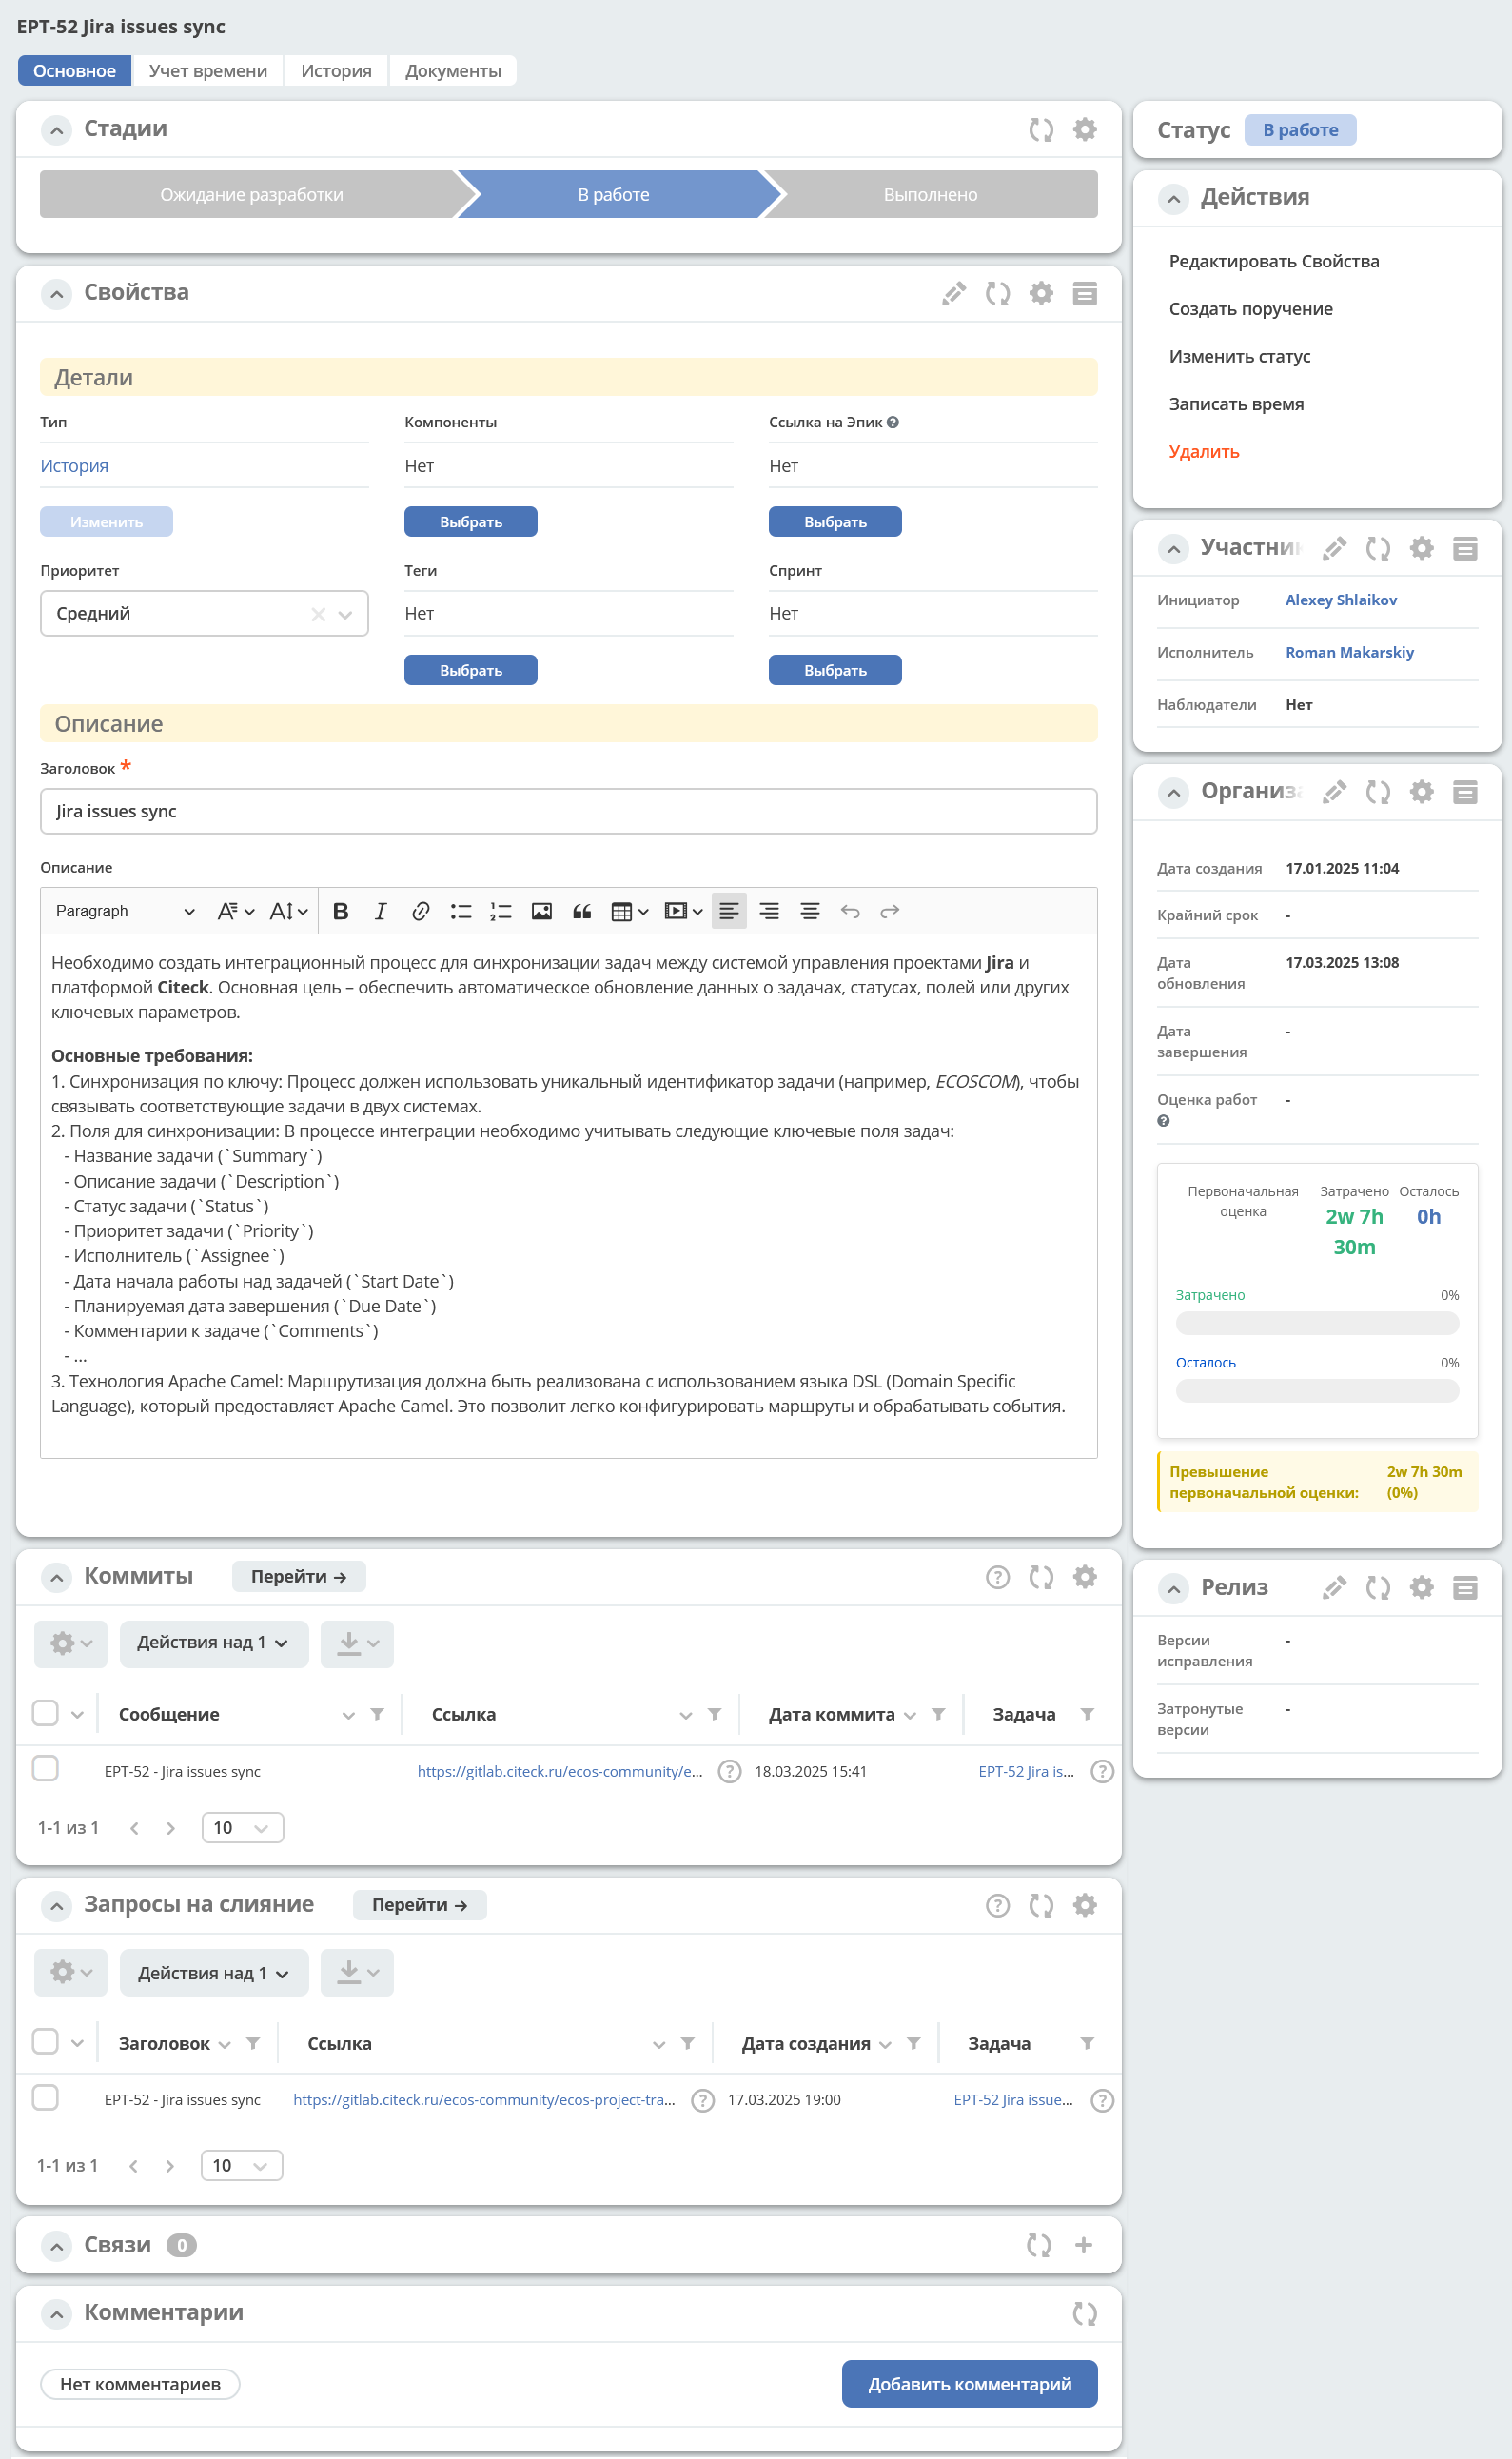 EPT-52 Jira issues sync
Основное
Учет времени
История
Документы
Стадии
Ожидание разработки
В работе
Выполнено
Свойства
Детали
Тип
Компоненты
Ссылка на Эпик
История
Нет
Нет
Изменить
Выбрать
Выбрать
Приоритет
Теги
Спринт
Средний
Нет
Нет
Выбрать
Выбрать
Описание
Заголовок *
Jira issues sync
Описание
Paragraph
Необходимо создать интеграционный процесс для синхронизации задач между системой управления проектами Jira и
платформой Citeck. Основная цель – обеспечить автоматическое обновление данных о задачах, статусах, полей или других
ключевых параметров.
Основные требования:
1. Синхронизация по ключу: Процесс должен использовать уникальный идентификатор задачи (например, ECOSCOM), чтобы
связывать соответствующие задачи в двух системах.
2. Поля для синхронизации: В процессе интеграции необходимо учитывать следующие ключевые поля задач:
- Название задачи (`Summary`)
- Описание задачи (`Description`)
- Статус задачи (`Status`)
- Приоритет задачи (`Priority`)
- Исполнитель (`Assignee`)
- Дата начала работы над задачей (`Start Date`)
- Планируемая дата завершения (`Due Date`)
- Комментарии к задаче (`Comments`)
- ...
3. Технология Apache Camel: Маршрутизация должна быть реализована с использованием языка DSL (Domain Specific
Language), который предоставляет Apache Camel. Это позволит легко конфигурировать маршруты и обрабатывать события.
Коммиты
Перейти →
Действия над 1
Сообщение
Ссылка
Дата коммита
Задача
EPT-52 - Jira issues sync
https://gitlab.citeck.ru/ecos-community/e...
18.03.2025 15:41
EPT-52 Jira is...
1-1 из 1
10
Запросы на слияние
Перейти →
Действия над 1
Заголовок
Ссылка
Дата создания
Задача
EPT-52 - Jira issues sync
https://gitlab.citeck.ru/ecos-community/ecos-project-tra...
17.03.2025 19:00
EPT-52 Jira issue...
1-1 из 1
10
Связи
0
Комментарии
Нет комментариев
Добавить комментарий
Статус
В работе
Действия
Редактировать Свойства
Создать поручение
Изменить статус
Записать время
Удалить
Участник
Инициатор
Alexey Shlaikov
Исполнитель
Roman Makarskiy
Наблюдатели
Нет
Организа
Дата создания
17.01.2025 11:04
Крайний срок
-
Дата
обновления
17.03.2025 13:08
Дата
завершения
-
Оценка работ
-
Первоначальная
оценка
Затрачено
2w 7h
30m
Осталось
0h
Затрачено
0%
Осталось
0%
Превышение
первоначальной оценки:
2w 7h 30m
(0%)
Релиз
Версии
исправления
-
Затронутые
версии
-